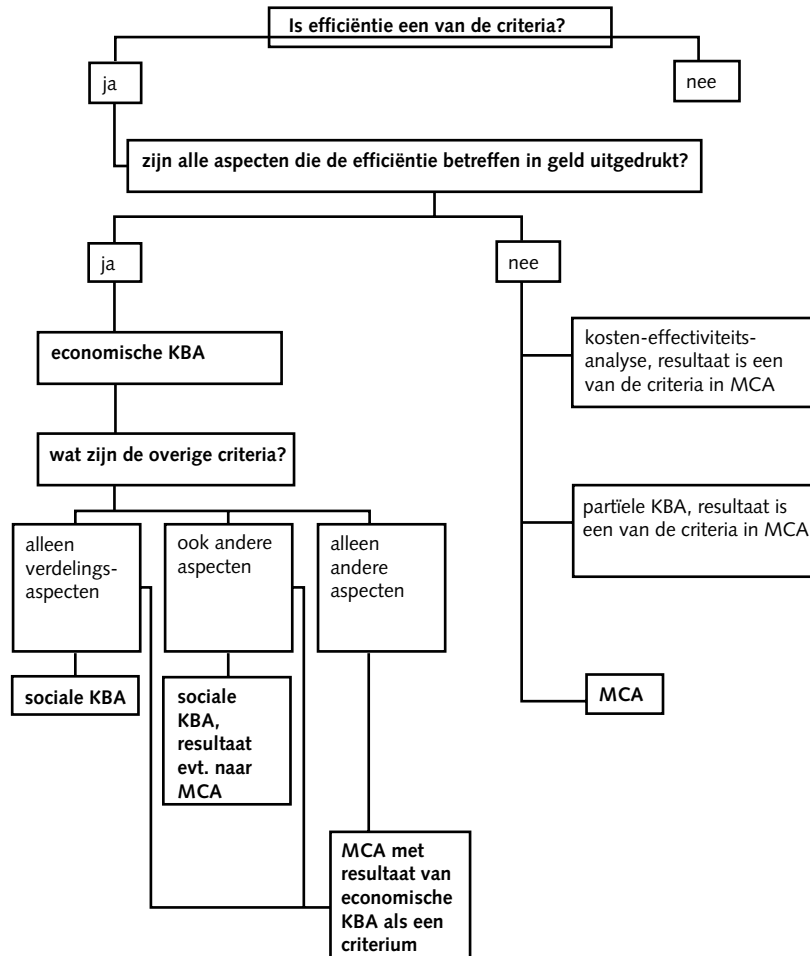 Is efficiëntie een van de criteria?
ja
nee
zijn alle aspecten die de efficiëntie betreffen in geld uitgedrukt?
ja
nee
economische KBA
kosten-effectiviteits-
analyse, resultaat is een
van de criteria in MCA
wat zijn de overige criteria?
partïele KBA, resultaat is
een van de criteria in MCA
alleen
verdelings-
aspecten
ook andere
aspecten
alleen
andere
aspecten
sociale KBA
sociale
KBA,
resultaat
evt. naar
MCA
MCA
MCA met
resultaat van
economische
KBA als een
criterium